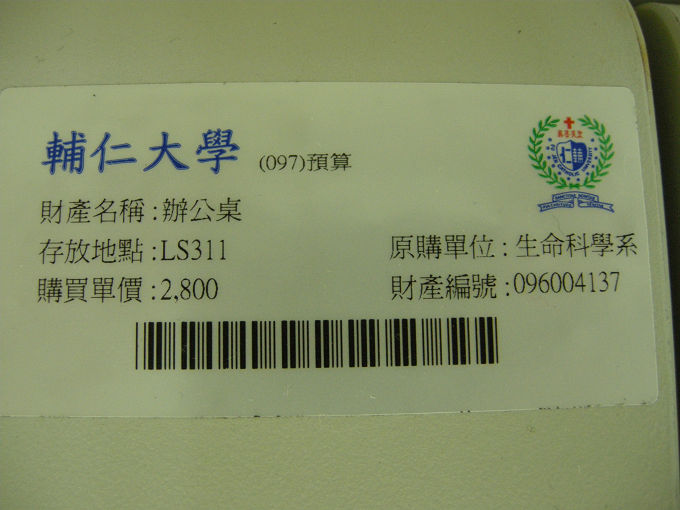 輔仁大學 (097)預算
財產名稱:辦公桌
存放地點:LS311 原購單位:生命科學系
購買單價:2,800 財產編號:096004137